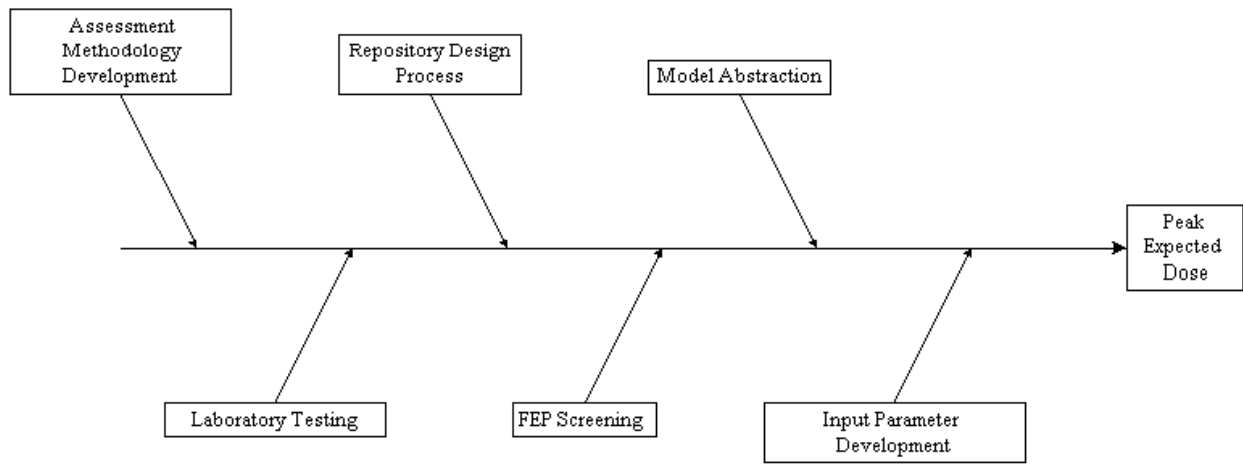 Assessment
Methodology
Development
Repository Design
Process
Model Abstraction
Peak
Expected
Dose
Laboratory Testing
FEP Screening
Input Parameter
Development